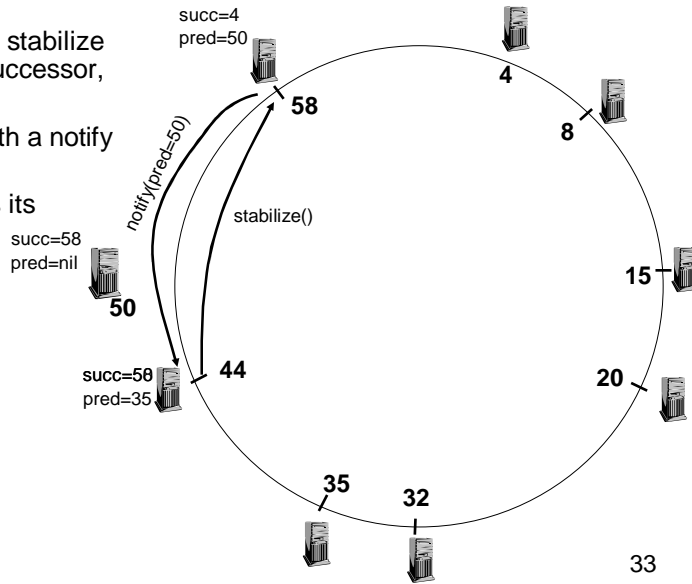 stabilize
uccessor,
th a notify
its
succ=4
pred=50
58
4
8
notify(pred=50)
stabilize()
succ=58
pred=nil
50
15
44
pred=35
20
35
32
33